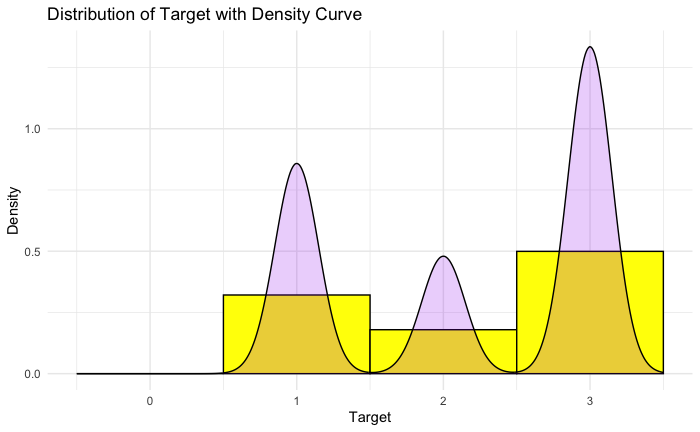 Distribution of Target with Density Curve
Density
1.0
0.5
0.0
0 1 2 3
Target